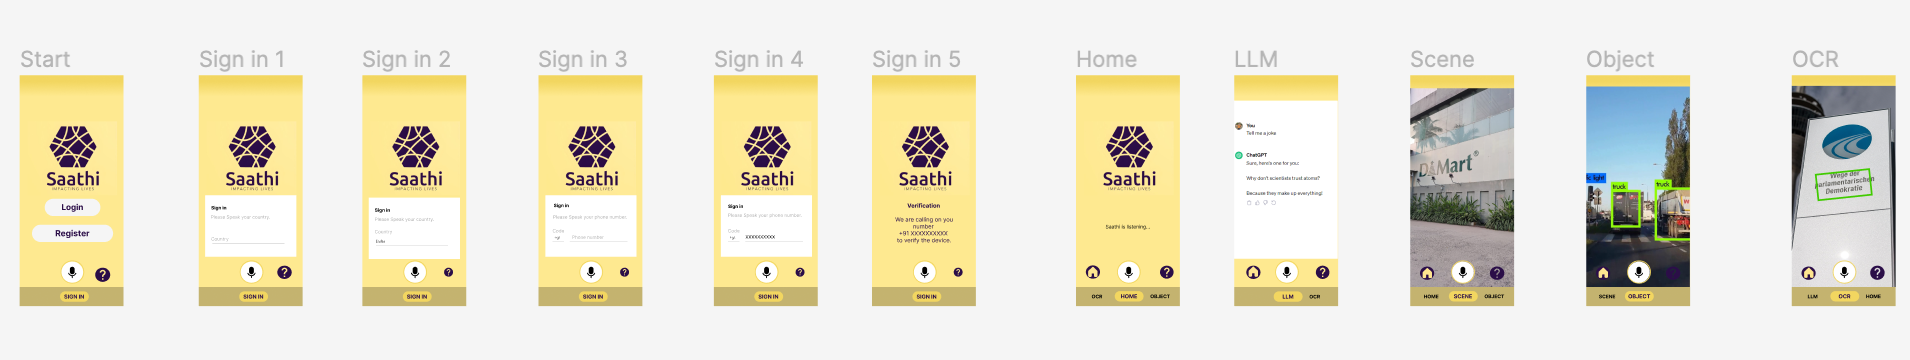 Start
Sign in 1
Sign in 2
Sign in 3
Sign in 4
Sign in 5
Home
LLM
Scene
Object
OCR
Saathi
IMPACTING LIVES
Login
Register
?
SIGN IN
Saathi
IMPACTING LIVES
Sign in
Please Speak your country.
Country
?
SIGN IN
Saathi
IMPACTING LIVES
Sign in
Please Speak your country.
Country
India
?
SIGN IN
Saathi
IMPACTING LIVES
Sign in
Please Speak your phone number.
Code
+91 Phone number
?
SIGN IN
Saathi
IMPACTING LIVES
Sign in
Please Speak your phone number.
Code
+91 XXXXXXXXXX
?
SIGN IN
Saathi
IMPACTING LIVES
Verification
We are calling on you
number
+91 XXXXXXXXXX
to verify the device.
?
SIGN IN
Saathi
IMPACTING LIVES
Saathi is listening...
?
OCR HOME OBJECT
You
Tell me a joke
ChatGPT
Sure, here's one for you:
Why don't scientists trust atoms?
Because they make up everything!
?
LLM OCR
D Mart®
?
HOME SCENE OBJECT
light
truck
truck
SCENE OBJECT
Wege der
parlamentarischen
Demokratie
?
LLM OCR HOME